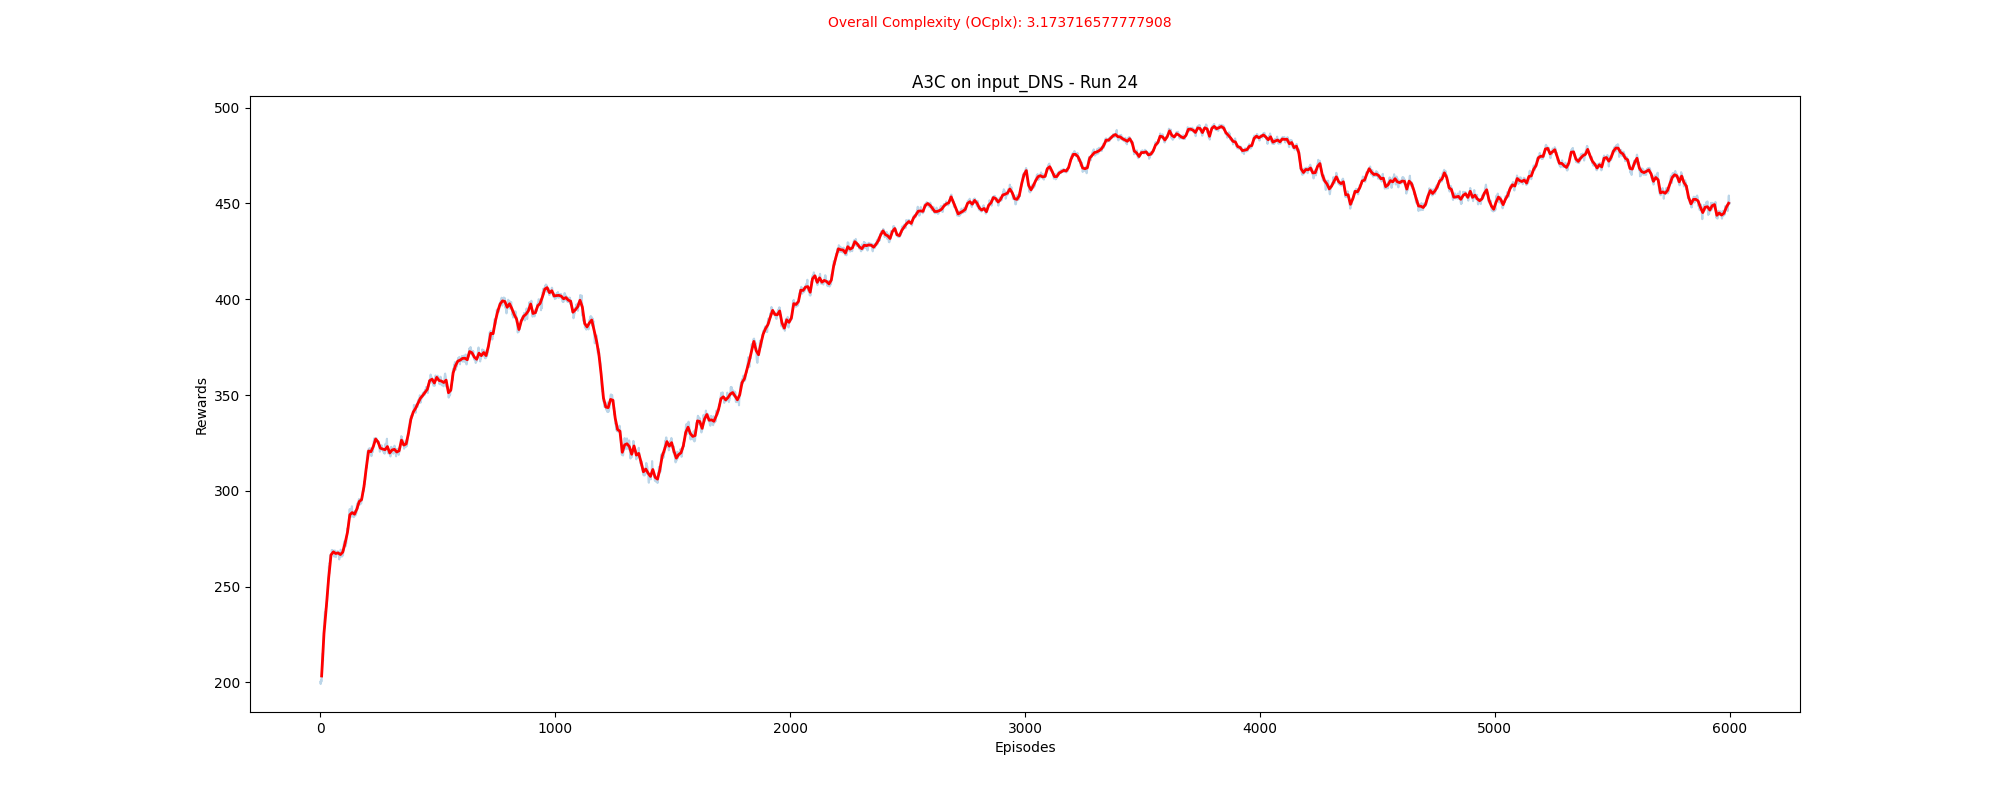 Overall Complexity (OCplx): 3.173716577777908
A3C on input_DNS - Run 24
500
450
400
350
300
250
200
Rewards
0 1000 2000 3000 4000 5000 6000
Episodes